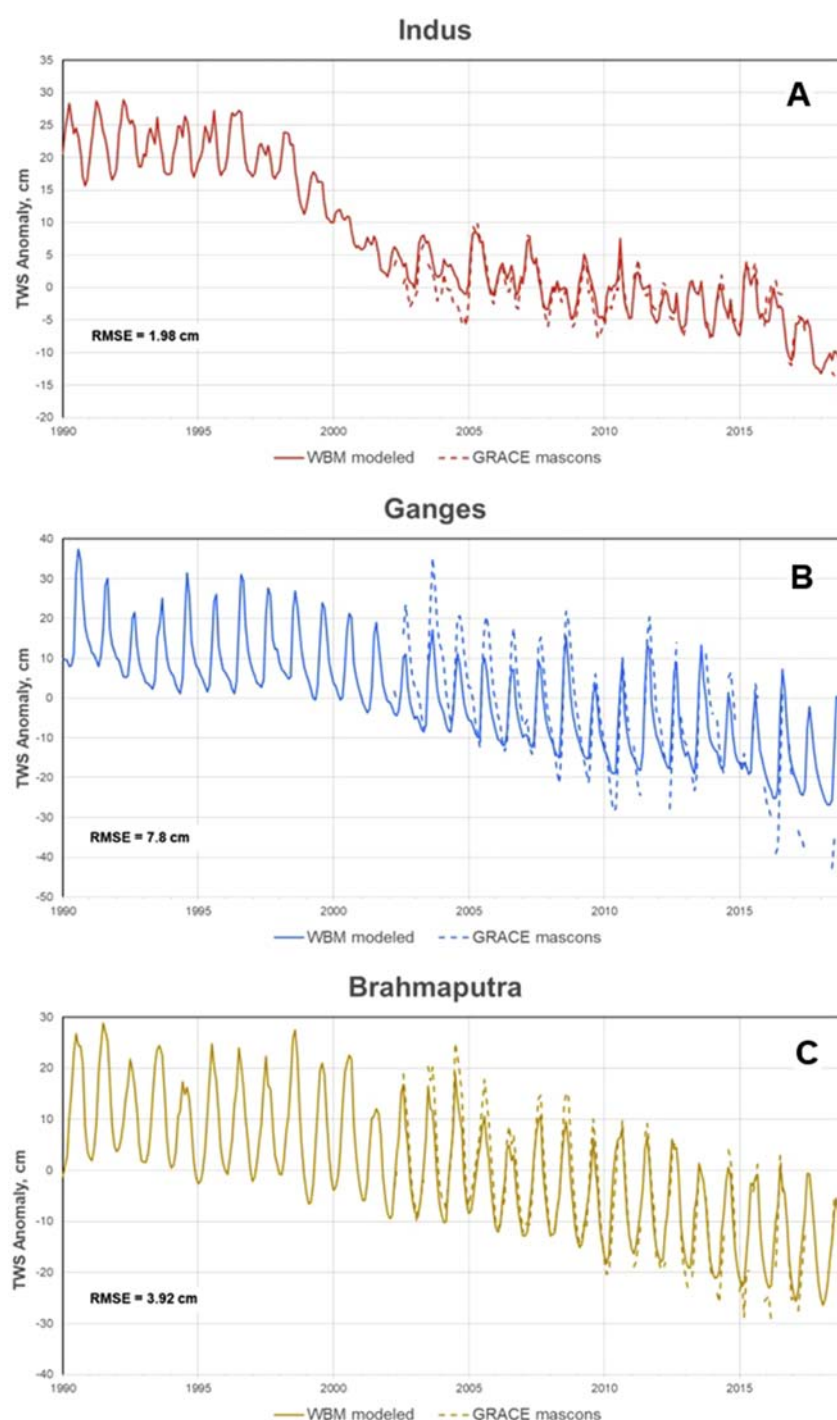 Indus
A
TWS Anomaly, cm
35
30
25
20
15
10
5
0
-5
-10
-15
-20
RMSE = 1.98 cm
1990 1995 2000 2005 2010 2015
WBM modeled GRACE mascons
Ganges
B
TWS Anomaly, cm
40
30
20
10
0
-10
-20
-30
-40
-50
RMSE = 7.8 cm
1990 1995 2000 2005 2010 2015
WBM modeled GRACE mascons
Brahmaputra
C
TWS Anomaly, cm
30
20
10
0
-10
-20
-30
-40
RMSE = 3.92 cm
1990 1995 2000 2005 2010 2015
WBM modeled GRACE mascons